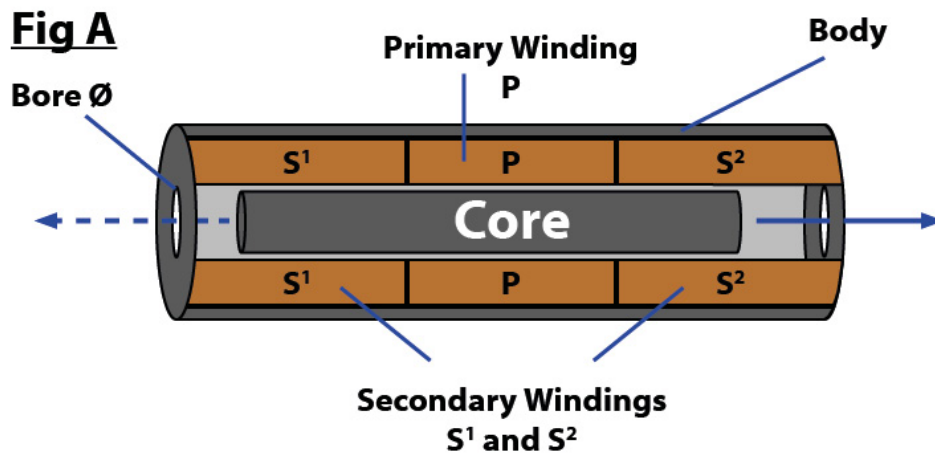 Fig A
Primary Winding
P
Body
Bore Ø
S¹
P
S²
Core
S¹
P
S²
Secondary Windings
S¹ and S²